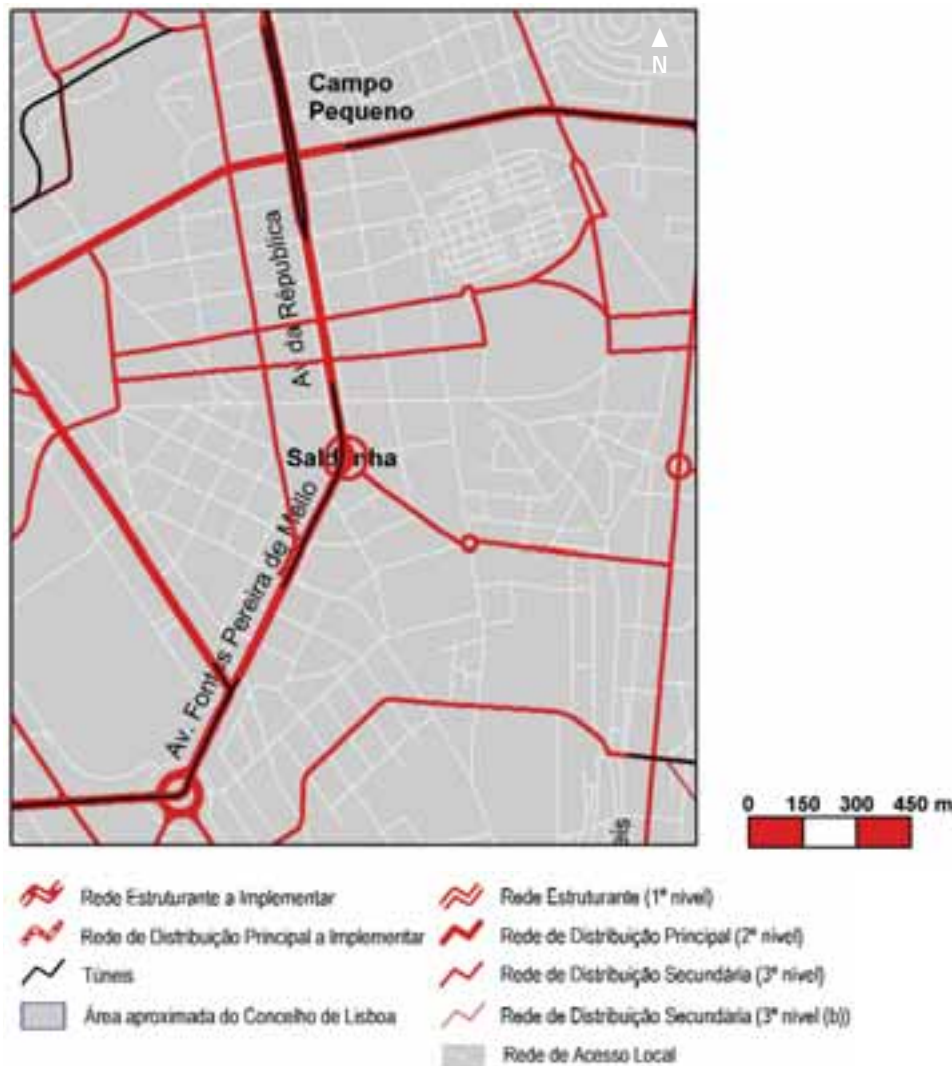 N
Campo
Pequeno
Av. da Républica
Saldanha
Av. Fontes Pereira de Mello
eis
0 150 300 450 m
Rede Estruturante a Implementar
Rede de Distribuição Principal a Implementar
Túneis
Área aproximada do Concelho de Lisboa
Rede Estruturante (1º nível)
Rede de Distribuição Principal (2º nível)
Rede de Distribuição Secundária (3º nível)
Rede de Distribuição Secundária (3º nível (b))
Rede de Acesso Local